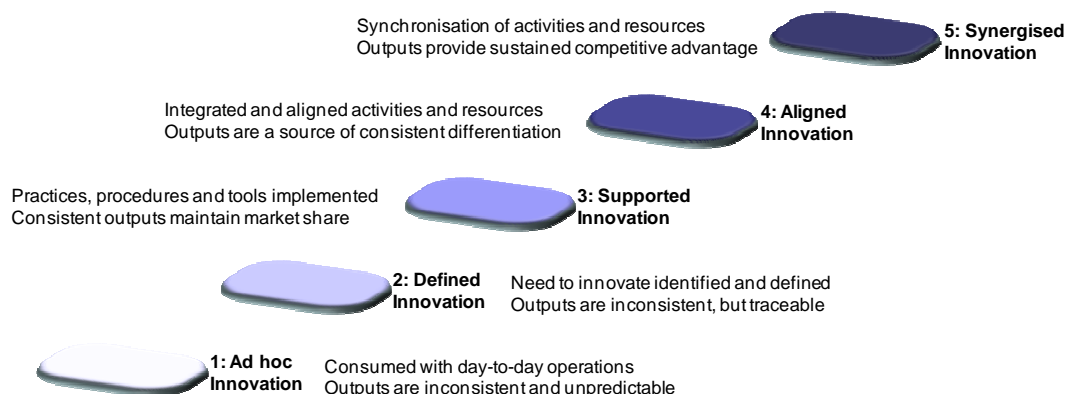 Synchronisation of activities and resources
Outputs provide sustained competitive advantage
5: Synergised
Innovation
Integrated and aligned activities and resources
Outputs are a source of consistent differentiation
4: Aligned
Innovation
Practices, procedures and tools implemented
Consistent outputs maintain market share
3: Supported
Innovation
2: Defined
Innovation
Need to innovate identified and defined
Outputs are inconsistent, but traceable
1: Ad hoc
Innovation
Consumed with day-to-day operations
Outputs are inconsistent and unpredictable